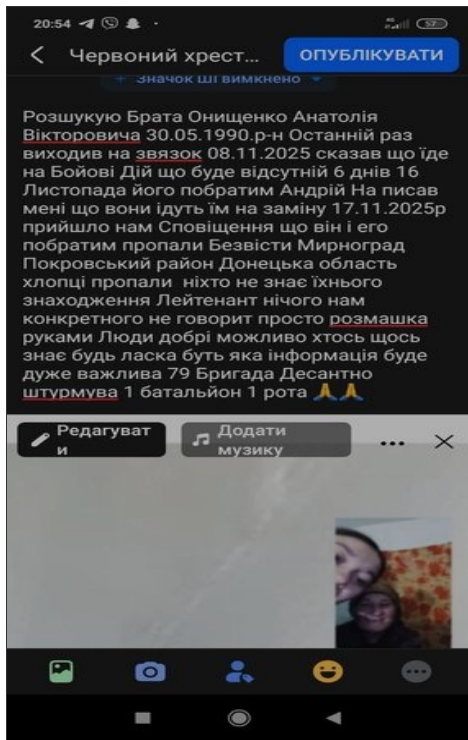 20:54
57
Червоний хрест...
ОПУБЛІКУВАТИ
+ Значок ШІ вимкнено
Розшукую Брата Онищенко Анатолія
Вікторовича 30.05.1990.р-н Останній раз
виходив на звязок 08.11.2025 сказав що їде
на Бойові Дій що буде відсутній 6 днів 16
Листопада його побратим Андрій На писав
мені що вони ідуть їм на заміну 17.11.2025р
прийшло нам Сповіщення що він і его
побратим пропали Безвісти Мирноград
Покровський район Донецька область
хлопці пропали ніхто не знає їхнього
знаходження Лейтенант нічого нам
конкретного не говорит просто розмашка
руками Люди добрі можливо хтось щось
знає будь ласка буть яка інформація буде
дуже важлива 79 Бригада Десантно
штурмува 1 батальйон 1 рота 🙏🙏
Редагуват
и
Додати
музику